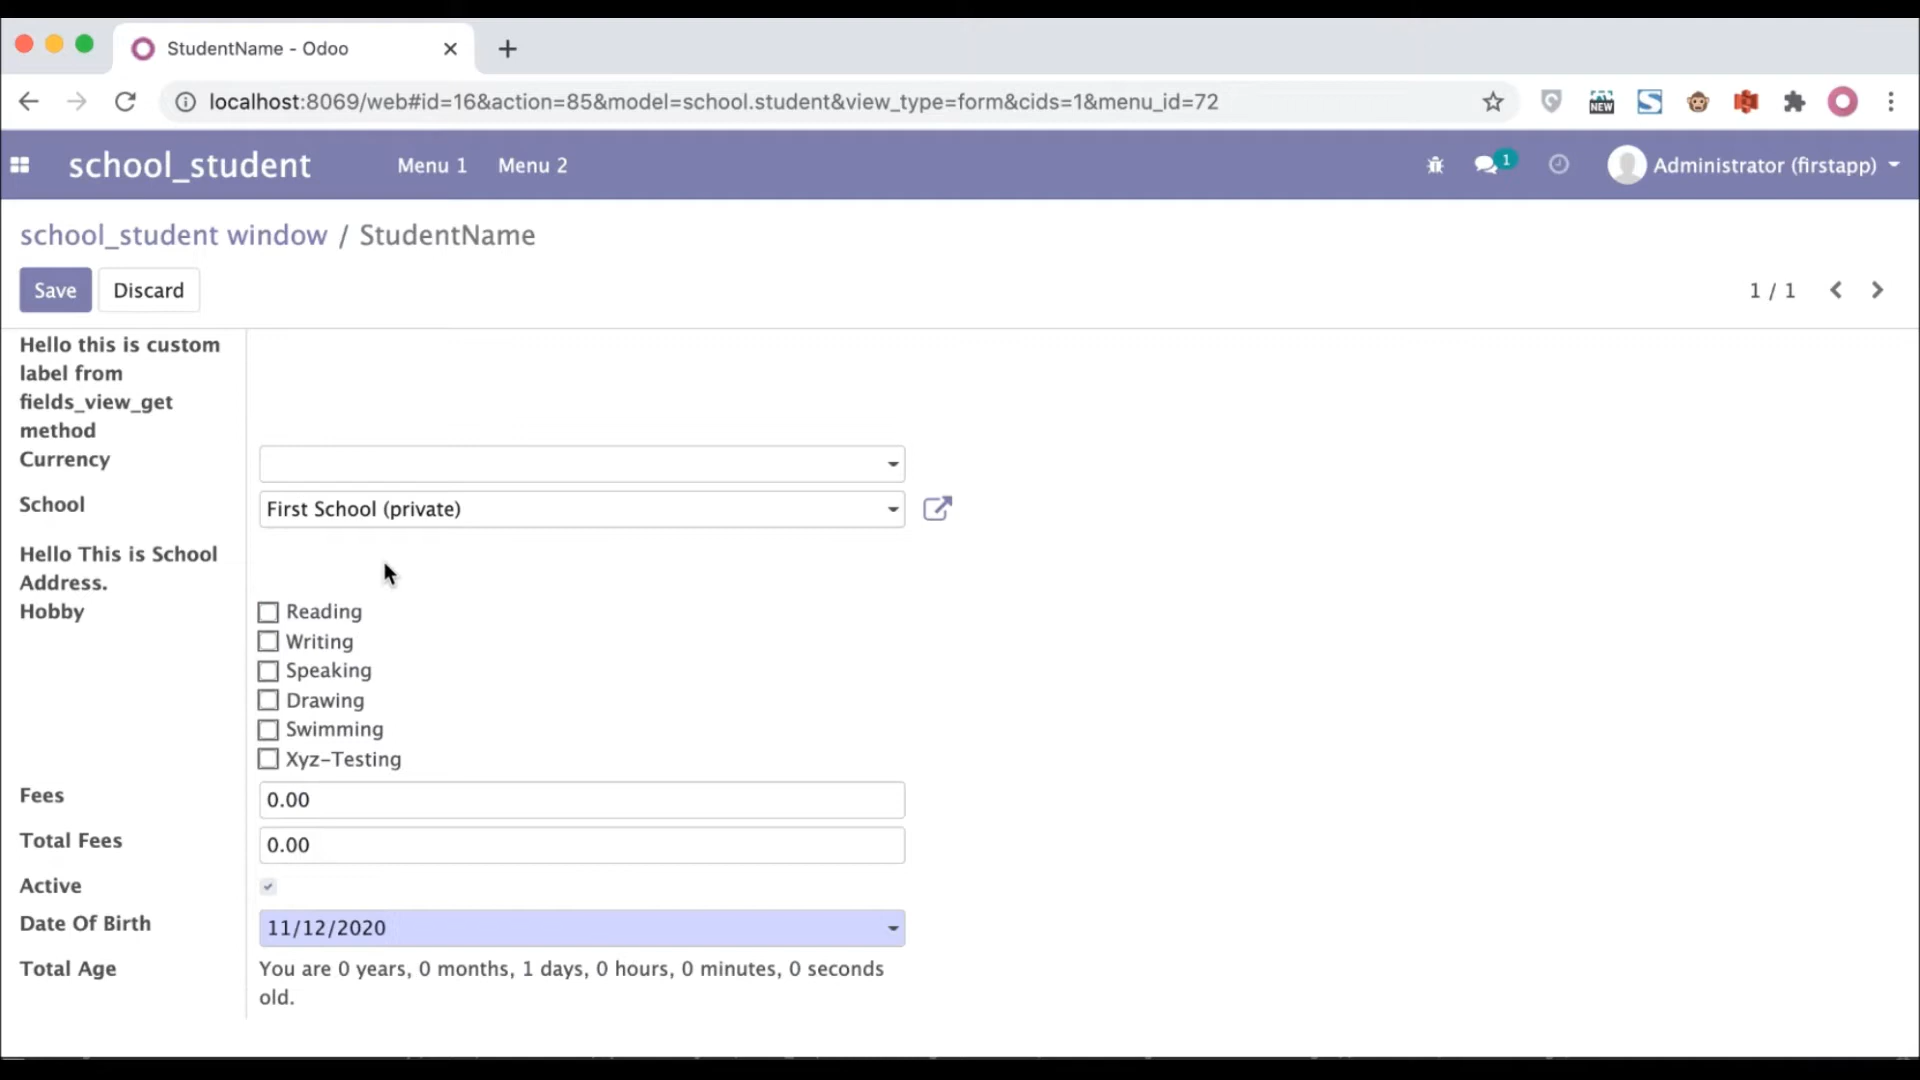 StudentName - Odoo
localhost:8069/web#id=16&action=85&model=school.student&view_type=form&cids=1&menu_id=72
NEW
school_student Menu 1 Menu 2 1 Administrator (firstapp)
school_student window / StudentName
Save Discard 1 / 1
Hello this is custom
label from
fields_view_get
method
Currency
School First School (private)
Hello This is School
Address.
Hobby Reading
Writing
Speaking
Drawing
Swimming
Xyz-Testing
Fees 0.00
Total Fees 0.00
Active
Date Of Birth 11/12/2020
Total Age You are 0 years, 0 months, 1 days, 0 hours, 0 minutes, 0 seconds
old.